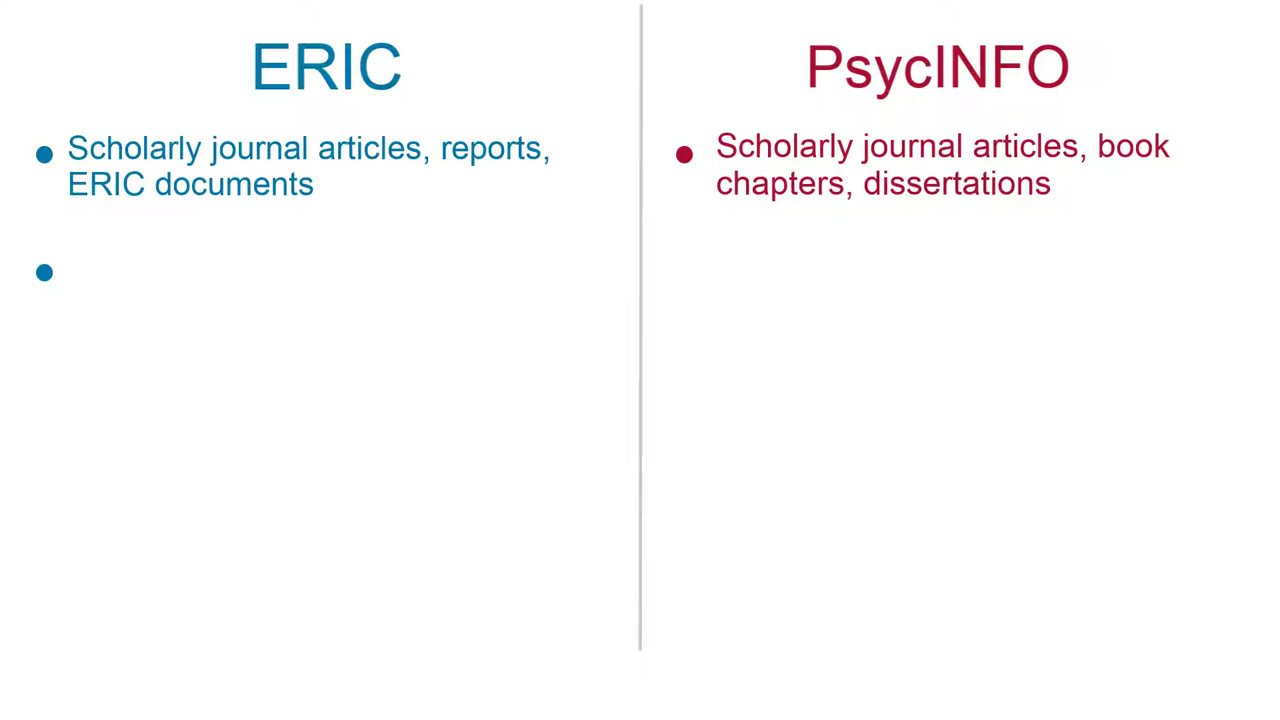 ERIC
• Scholarly journal articles, reports,
ERIC documents
•
PsycINFO
• Scholarly journal articles, book
chapters, dissertations